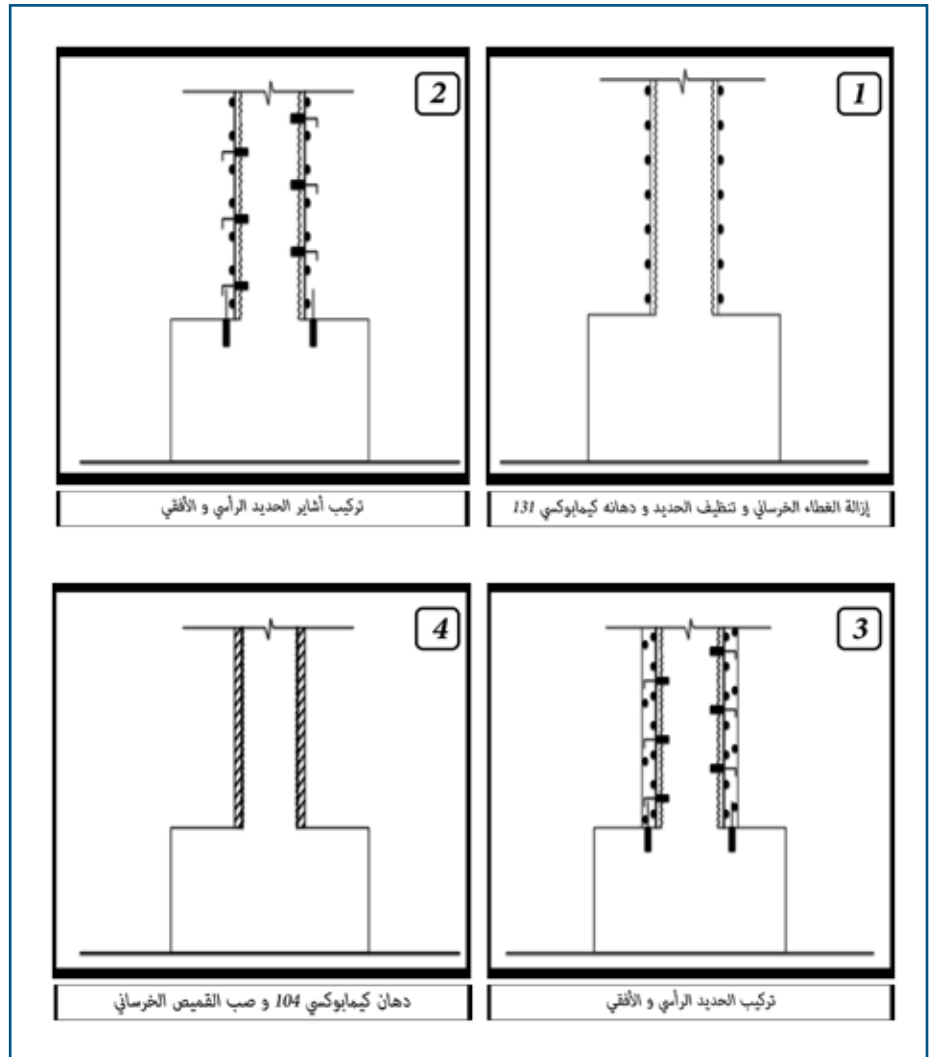 1
إزالة الغطاء الخرساني و تنظيف الحديد و دهانه كيمابوكسي 131
2
تركيب أشاير الحديد الرأسي و الأفقي
3
تركيب الحديد الرأسي و الأفقي
4
دهان كيمابوكسي 104 و صب القميص الخرساني